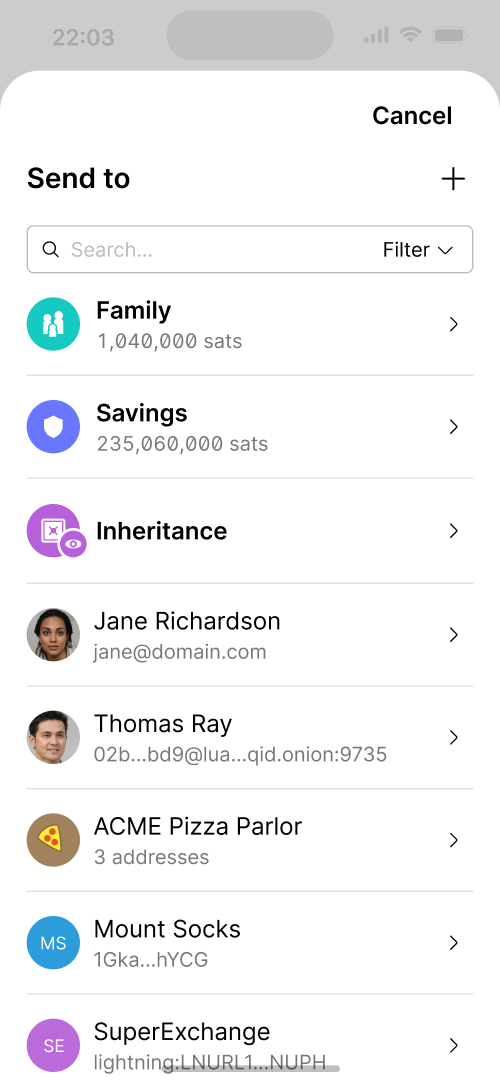 22:03
Cancel
Send to
Search...
Filter
Family
1,040,000 sats
Savings
235,060,000 sats
Inheritance
Jane Richardson
jane@domain.com
Thomas Ray
02b...bd9@lua...qid.onion:9735
ACME Pizza Parlor
3 addresses
MS
Mount Socks
1Gka...hYCG
SE
SuperExchange
lightning:LNURL1...NUPH